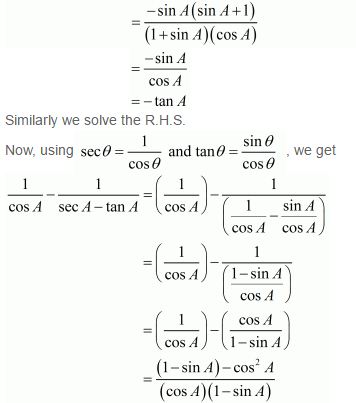 = −sin A(sin A+1) / (1+sin A)(cos A)
= −sin A / cos A
= −tan A
Similarly we solve the R.H.S.
Now, using sec θ = 1/cos θ and tan θ = sin θ/cos θ , we get
1/cos A − 1/(sec A − tan A) = (1/cos A) − 1/(1/cos A − sin A/cos A)
= (1/cos A) − 1/((1−sin A)/cos A)
= (1/cos A) − (cos A/(1−sin A))
= ((1−sin A)−cos² A) / ((cos A)(1−sin A))